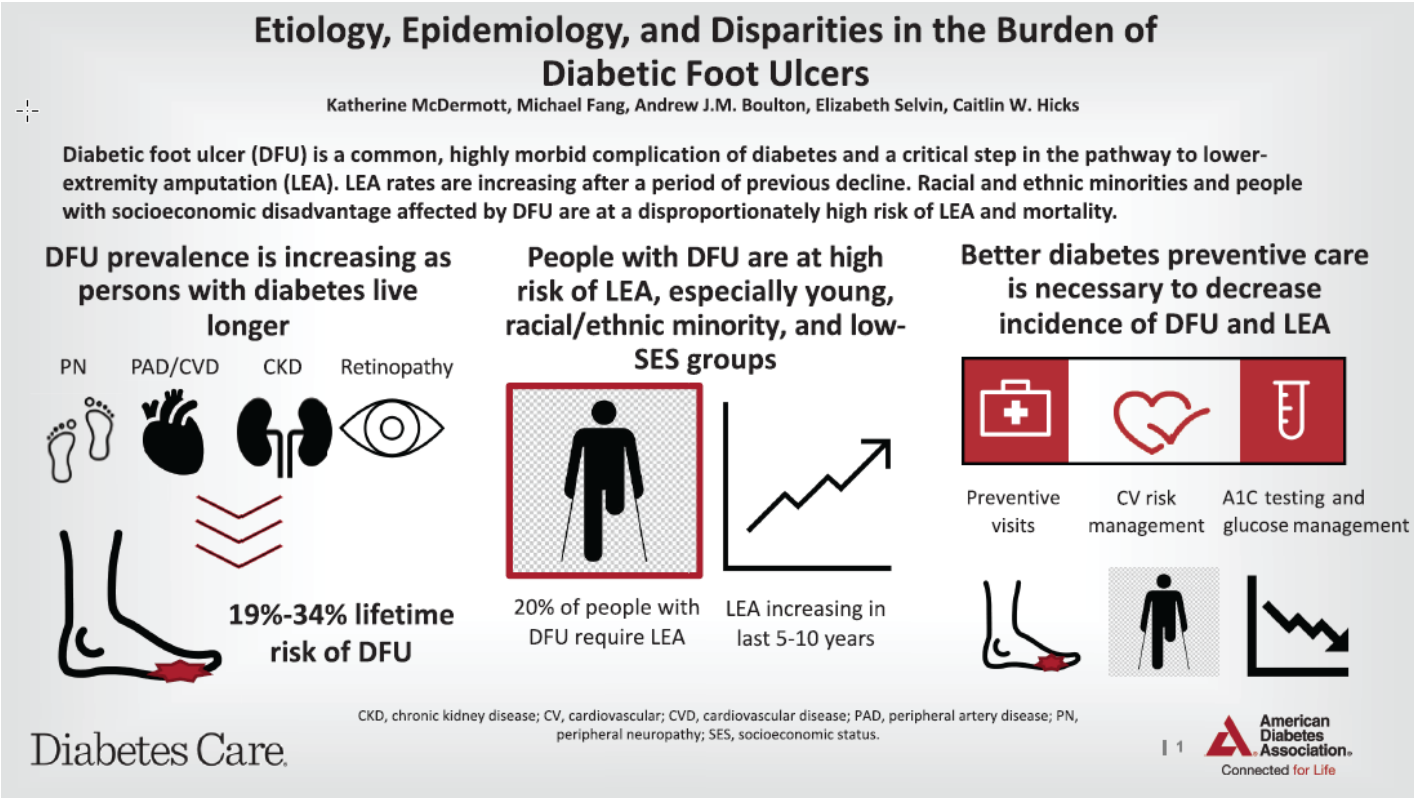 Etiology, Epidemiology, and Disparities in the Burden of
Diabetic Foot Ulcers
Katherine McDermott, Michael Fang, Andrew J.M. Boulton, Elizabeth Selvin, Caitlin W. Hicks
Diabetic foot ulcer (DFU) is a common, highly morbid complication of diabetes and a critical step in the pathway to lower-
extremity amputation (LEA). LEA rates are increasing after a period of previous decline. Racial and ethnic minorities and people
with socioeconomic disadvantage affected by DFU are at a disproportionately high risk of LEA and mortality.
DFU prevalence is increasing as
persons with diabetes live
longer
PN PAD/CVD CKD Retinopathy
19%-34% lifetime
risk of DFU
People with DFU are at high
risk of LEA, especially young,
racial/ethnic minority, and low-
SES groups
20% of people with
DFU require LEA
LEA increasing in
last 5-10 years
Better diabetes preventive care
is necessary to decrease
incidence of DFU and LEA
Preventive
visits
CV risk
management
A1C testing and
glucose management
CKD, chronic kidney disease; CV, cardiovascular; CVD, cardiovascular disease; PAD, peripheral artery disease; PN,
peripheral neuropathy; SES, socioeconomic status.
Diabetes Care.
1
American
Diabetes
Association.
Connected for Life